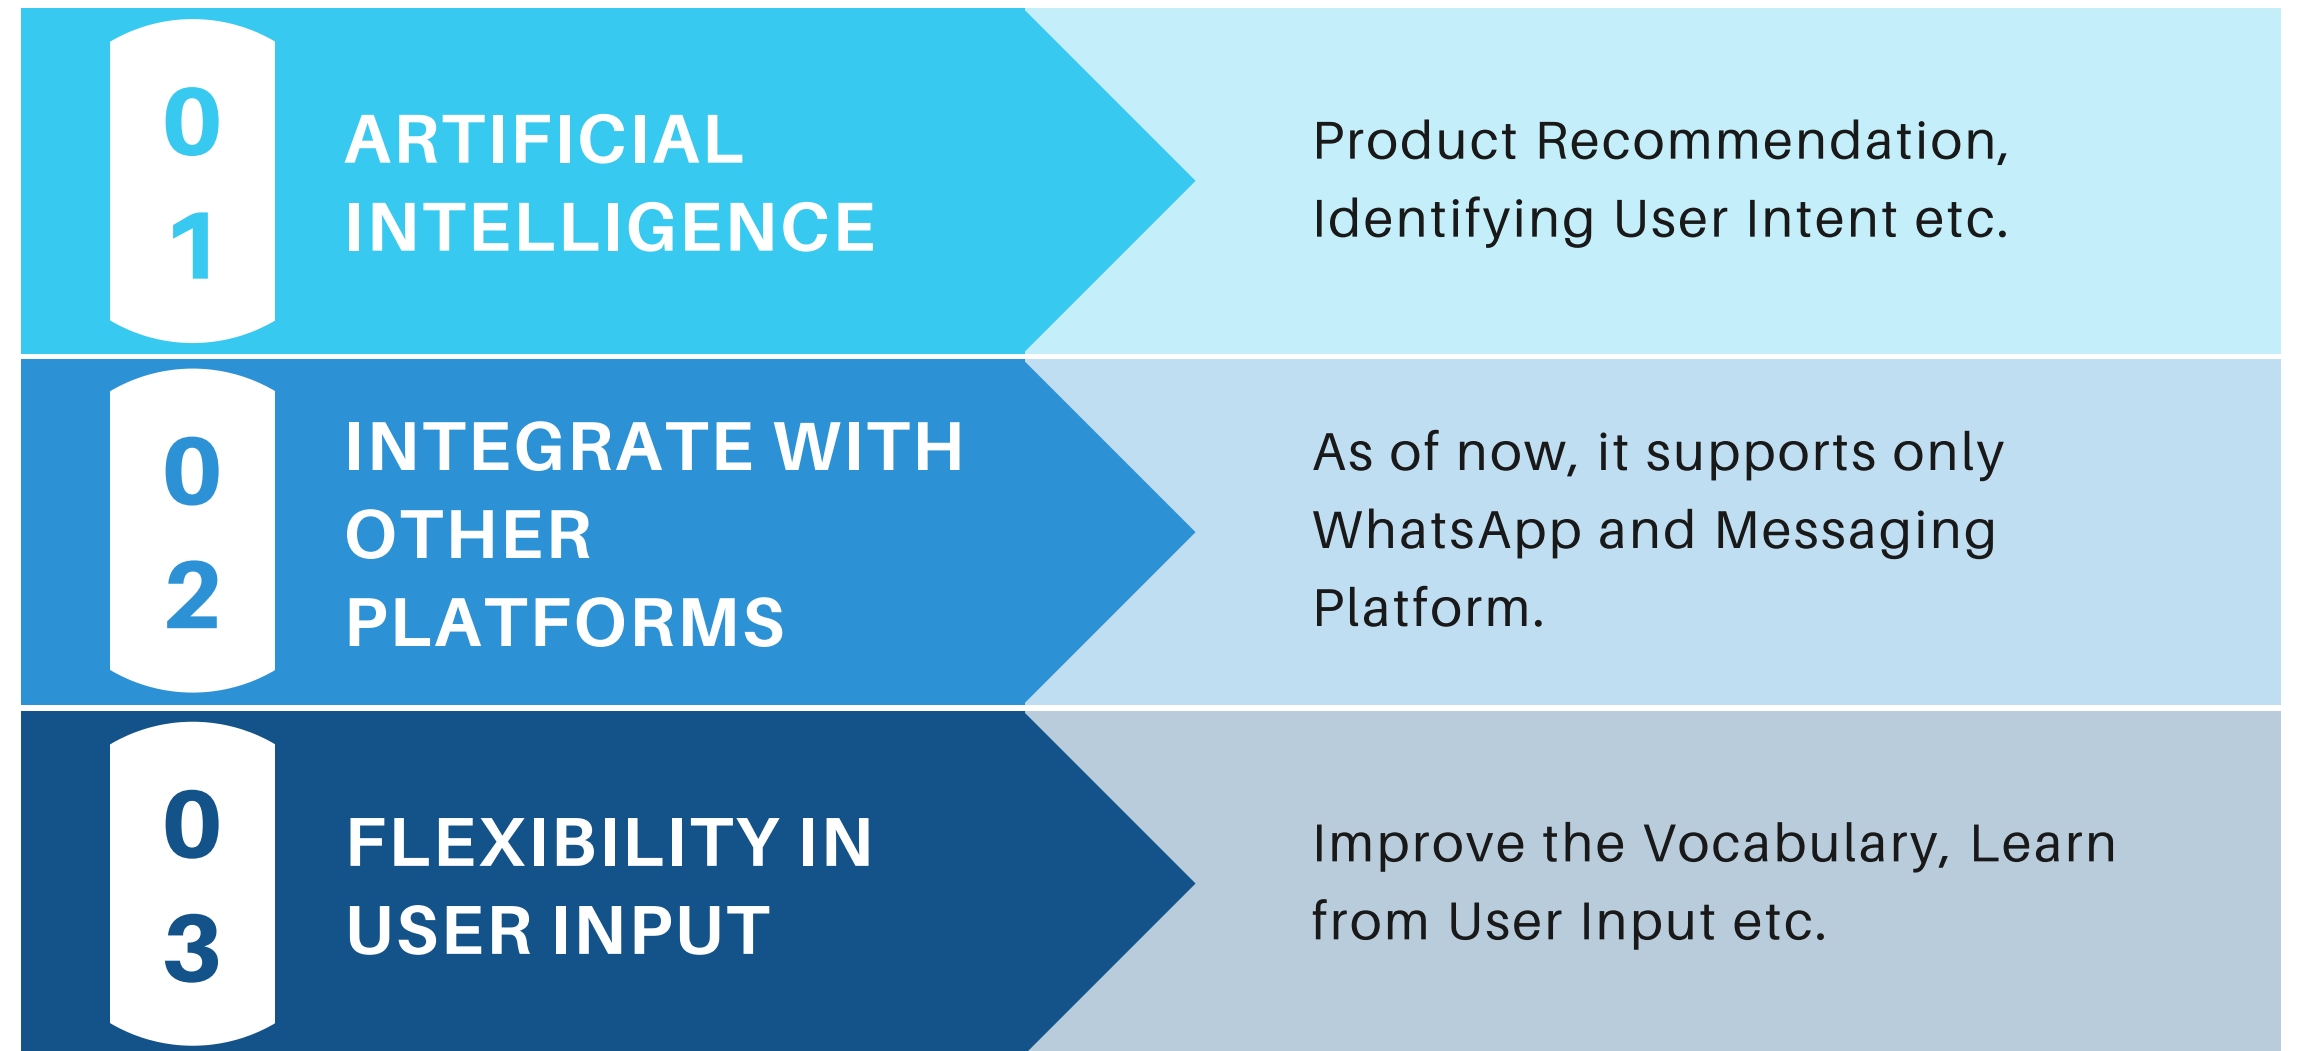 0
1
ARTIFICIAL
INTELLIGENCE
Product Recommendation,
Identifying User Intent etc.
0
2
INTEGRATE WITH
OTHER
PLATFORMS
As of now, it supports only
WhatsApp and Messaging
Platform.
0
3
FLEXIBILITY IN
USER INPUT
Improve the Vocabulary, Learn
from User Input etc.